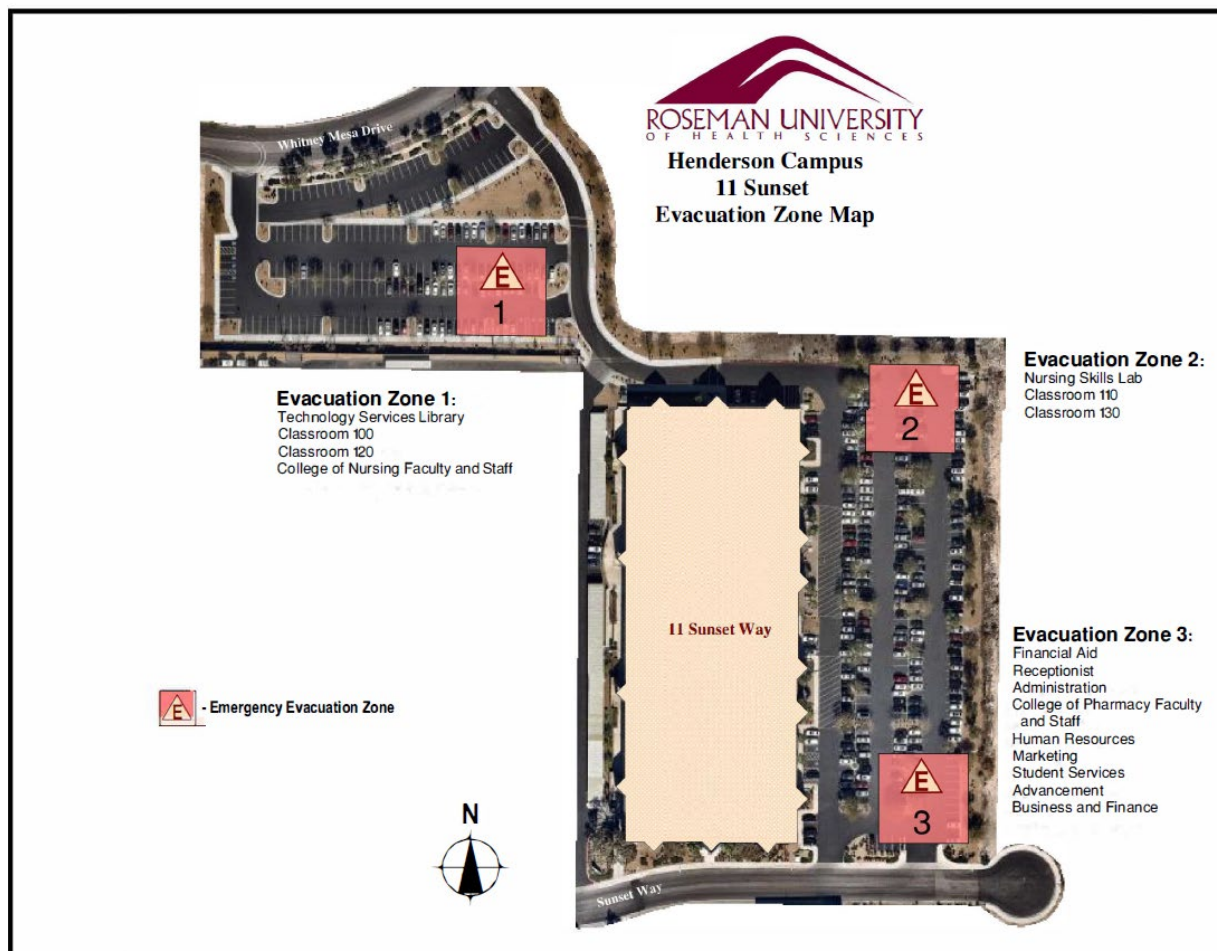 ROSEMAN UNIVERSITY
OF HEALTH SCIENCES
Henderson Campus
11 Sunset
Evacuation Zone Map
Whitney Mesa Drive
E
1
Evacuation Zone 1:
Technology Services Library
Classroom 100
Classroom 120
College of Nursing Faculty and Staff
E
2
Evacuation Zone 2:
Nursing Skills Lab
Classroom 110
Classroom 130
11 Sunset Way
Evacuation Zone 3:
Financial Aid
Receptionist
Administration
College of Pharmacy Faculty
and Staff
Human Resources
Marketing
Student Services
Advancement
Business and Finance
E
3
E
- Emergency Evacuation Zone
N
Sunset Way